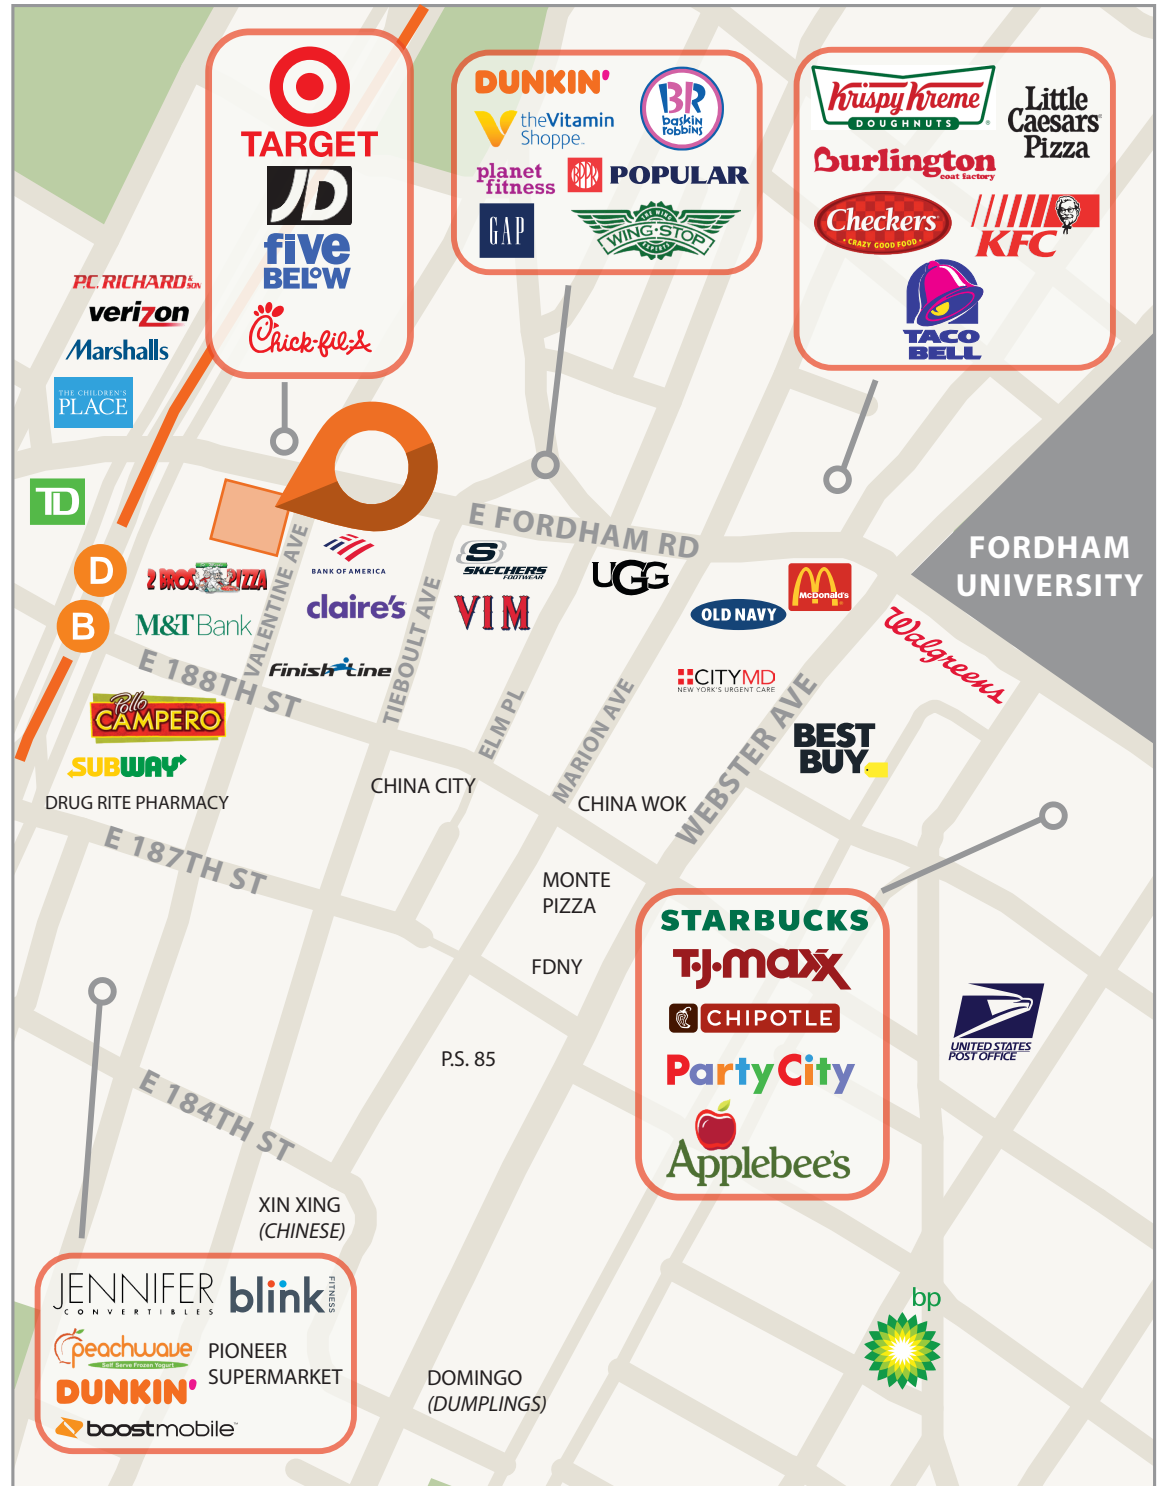 TARGET
JD
five
BELOW
Chick-fil-A
DUNKIN'
theVitamin
Shoppe
BR
baskin
robbins
planet
fitness
POPULAR
GAP
THE WING
WING·STOP
EXPERTS
Krispy Kreme
DOUGHNUTS
Little
Caesars
Pizza
Burlington
coat factory
Checkers
• CRAZY GOOD FOOD •
KFC
TACO
BELL
P.C. RICHARD & SON
verizon
Marshalls
THE CHILDREN'S
PLACE
TD
D
B
E FORDHAM RD
FORDHAM
UNIVERSITY
2 BROS. PIZZA
M&T Bank
VALENTINE AVE
BANK OF AMERICA
claire's
Finish Line
TIEBOULT AVE
S
SKECHERS
FOOTWEAR
VIM
UGG
OLD NAVY
McDonald's
Walgreens
CITYMD
NEW YORK'S URGENT CARE
E 188TH ST
ELM PL
MARION AVE
WEBSTER AVE
BEST
BUY
Pollo
CAMPERO
SUBWAY
DRUG RITE PHARMACY
CHINA CITY
CHINA WOK
E 187TH ST
MONTE
PIZZA
FDNY
STARBUCKS
T·J·maxx
CHIPOTLE
Party City
Applebee's
UNITED STATES
POST OFFICE
P.S. 85
E 184TH ST
XIN XING
(CHINESE)
JENNIFER
CONVERTIBLES
blink
FITNESS
peachwave
Self Serve Frozen Yogurt
PIONEER
SUPERMARKET
DUNKIN'
boostmobile
DOMINGO
(DUMPLINGS)
bp